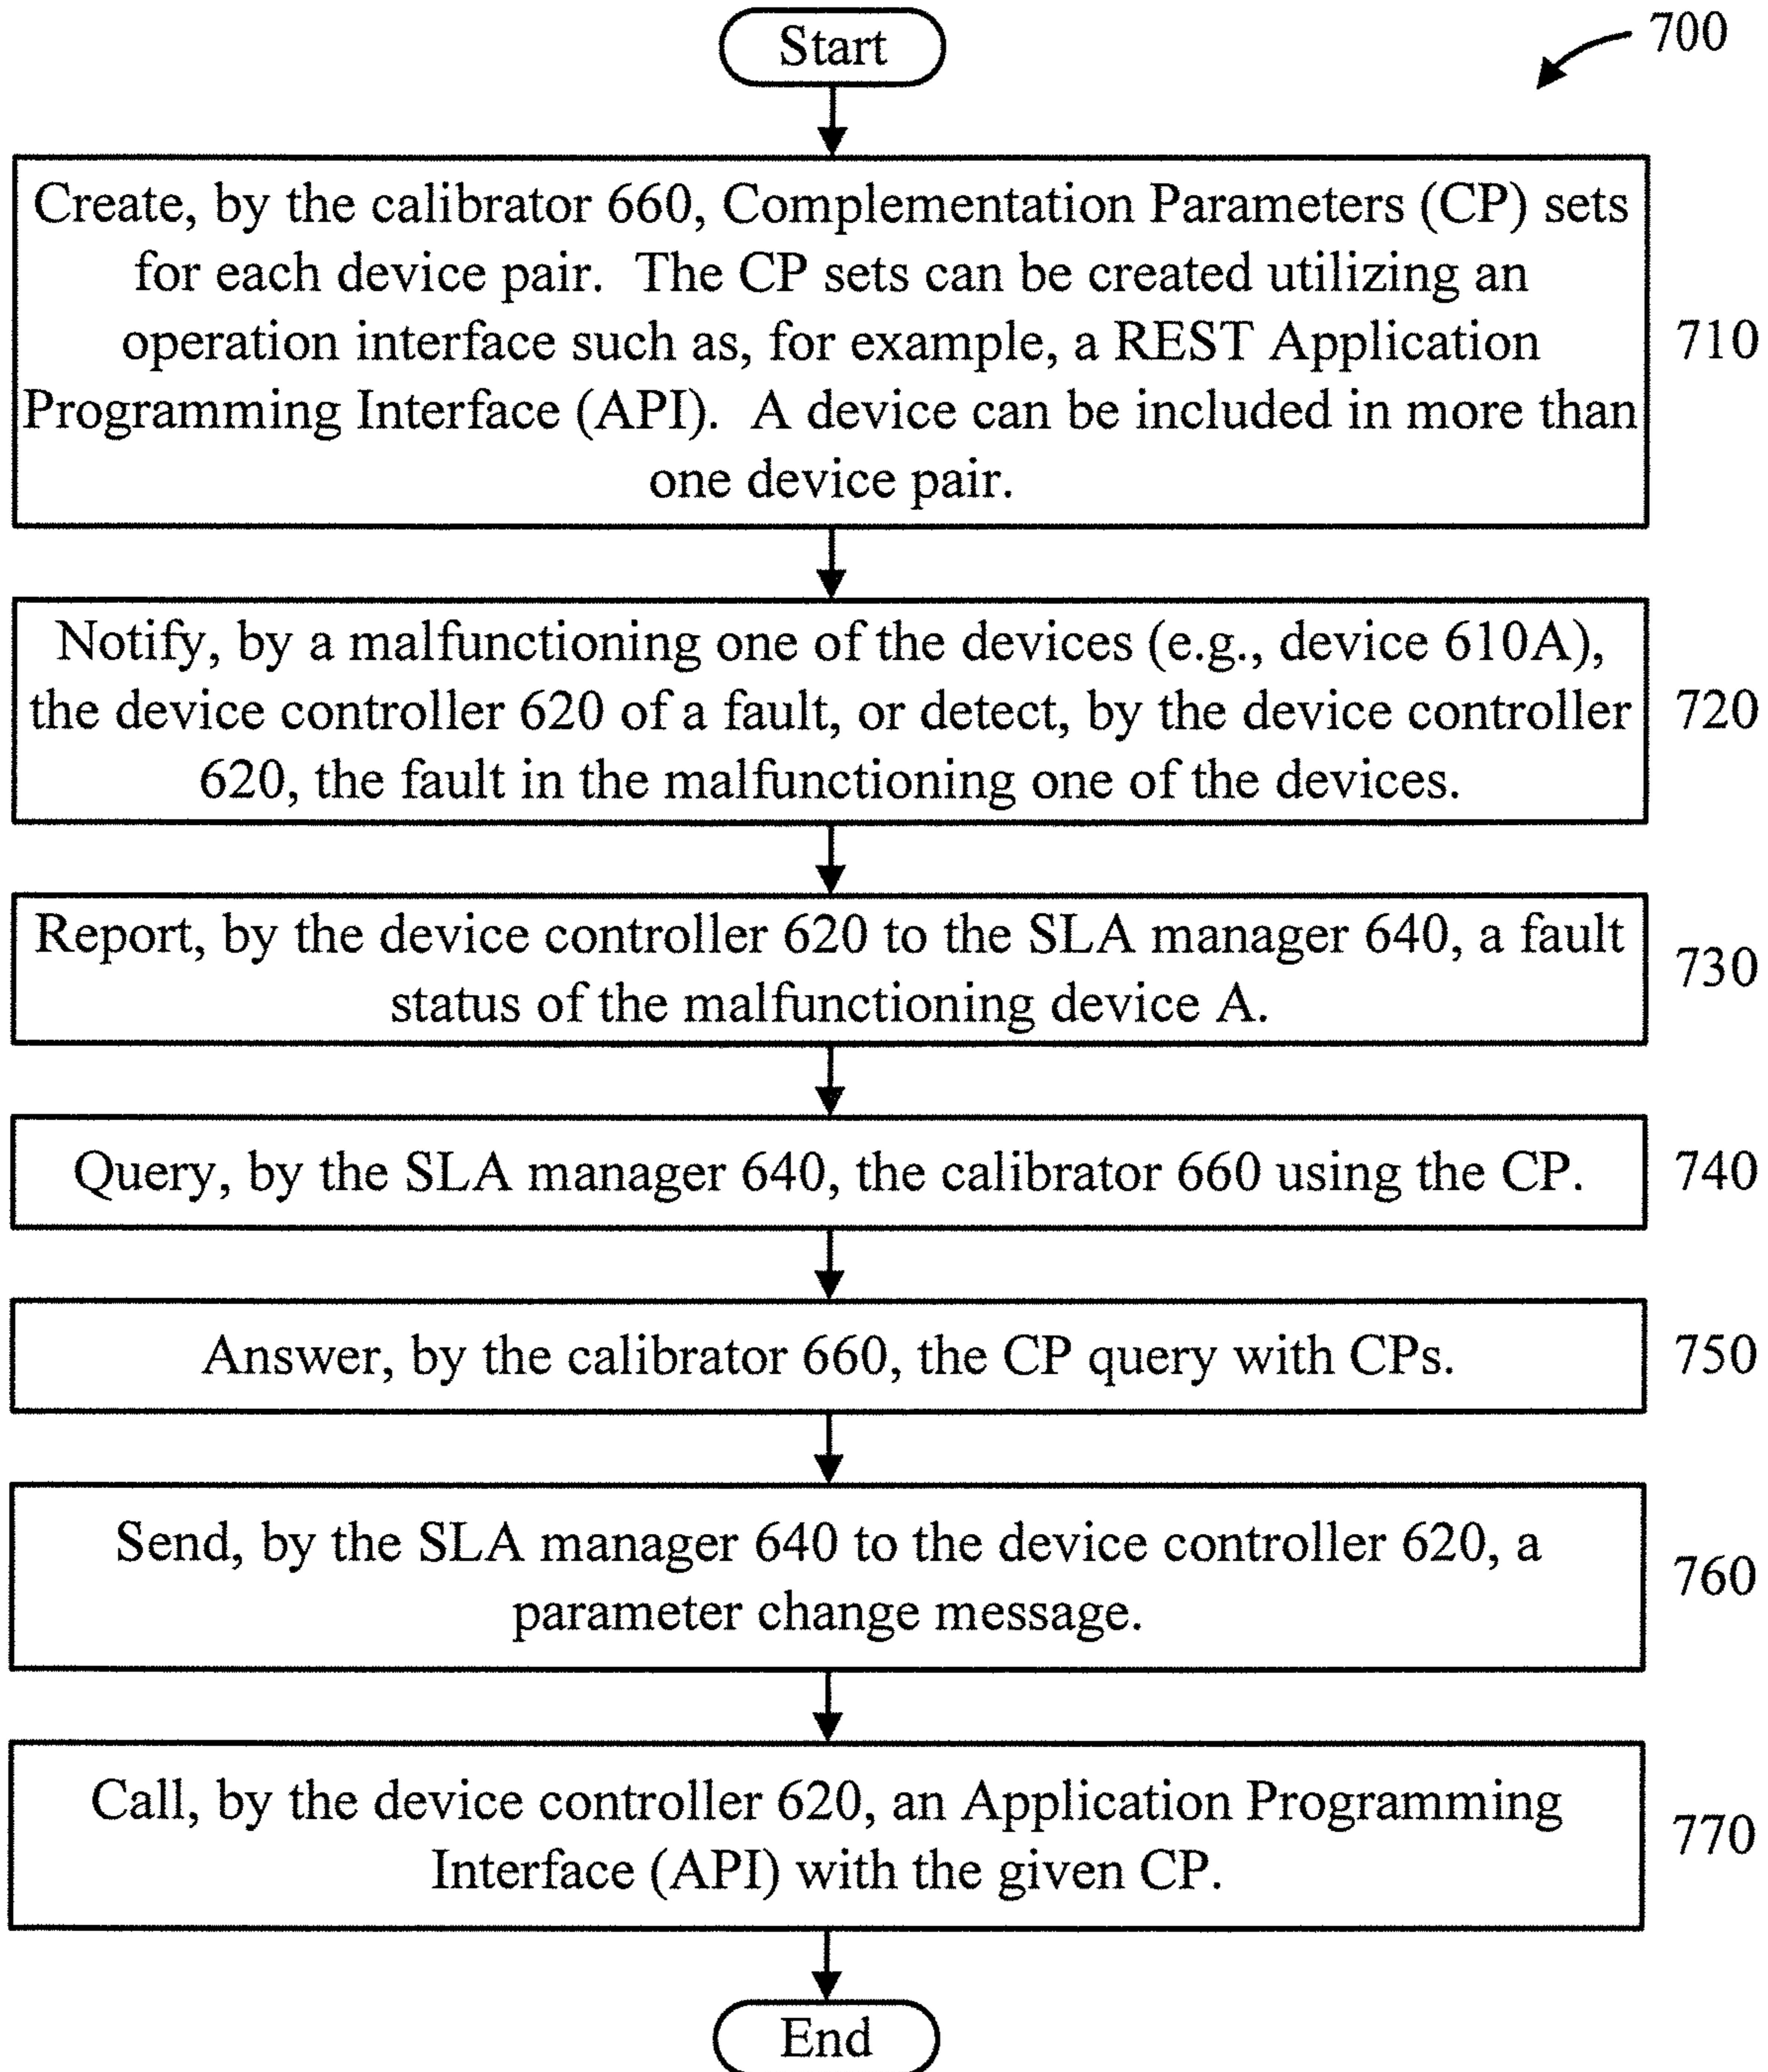 Start
700
Create, by the calibrator 660, Complementation Parameters (CP) sets
for each device pair. The CP sets can be created utilizing an
operation interface such as, for example, a REST Application
Programming Interface (API). A device can be included in more than
one device pair.
710
Notify, by a malfunctioning one of the devices (e.g., device 610A),
the device controller 620 of a fault, or detect, by the device controller
620, the fault in the malfunctioning one of the devices.
720
Report, by the device controller 620 to the SLA manager 640, a fault
status of the malfunctioning device A.
730
Query, by the SLA manager 640, the calibrator 660 using the CP.
740
Answer, by the calibrator 660, the CP query with CPs.
750
Send, by the SLA manager 640 to the device controller 620, a
parameter change message.
760
Call, by the device controller 620, an Application Programming
Interface (API) with the given CP.
770
End